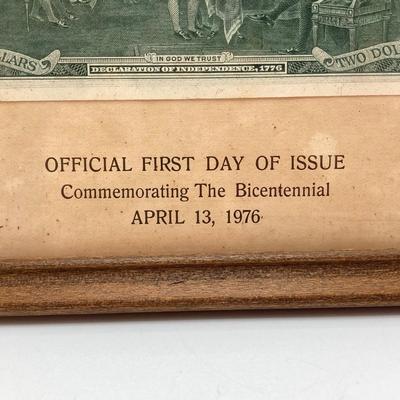 LLARS
IN GOD WE TRUST
TWO DOL
DECLARATION OF INDEPENDENCE, 1776
OFFICIAL FIRST DAY OF ISSUE
Commemorating The Bicentennial
APRIL 13, 1976